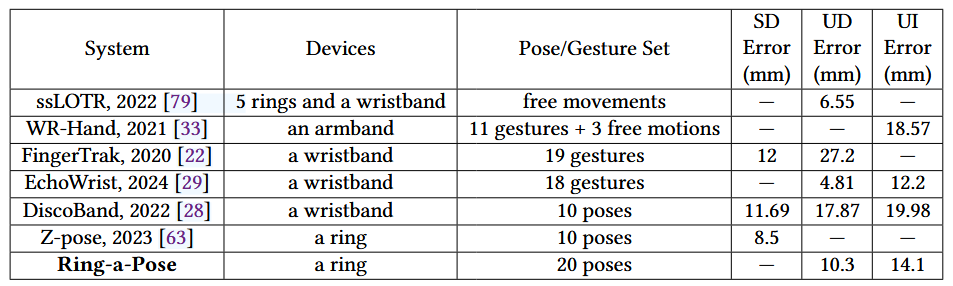 System Devices Pose/Gesture Set SD Error (mm) UD Error (mm) UI Error (mm)
ssLOTR, 2022 [79] 5 rings and a wristband free movements — 6.55 —
WR-Hand, 2021 [33] an armband 11 gestures + 3 free motions — — 18.57
FingerTrak, 2020 [22] a wristband 19 gestures 12 27.2 —
EchoWrist, 2024 [29] a wristband 18 gestures — 4.81 12.2
DiscoBand, 2022 [28] a wristband 10 poses 11.69 17.87 19.98
Z-pose, 2023 [63] a ring 10 poses 8.5 — —
Ring-a-Pose a ring 20 poses — 10.3 14.1